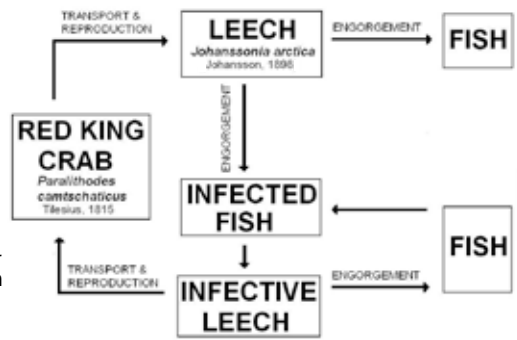 TRANSPORT &
REPRODUCTION
LEECH
Johanssonia arctica
Johansson, 1898
ENGORGEMENT
FISH
RED KING
CRAB
Paralithodes
camtschaticus
Tilesius, 1815
ENGORGEMENT
INFECTED
FISH
FISH
TRANSPORT &
REPRODUCTION
INFECTIVE
LEECH
ENGORGEMENT